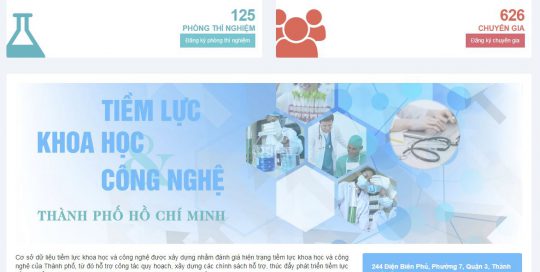 125
PHÒNG THÍ NGHIỆM
Đăng ký phòng thí nghiệm
626
CHUYÊN GIA
Đăng ký chuyên gia
TIỀM LỰC
KHOA HỌC
&
CÔNG NGHỆ
THÀNH PHỐ HỒ CHÍ MINH
Cơ sở dữ liệu tiềm lực khoa học và công nghệ được xây dựng nhằm đánh giá hiện trạng tiềm lực khoa học và công
nghệ của Thành phố, từ đó hỗ trợ công tác quy hoạch, xây dựng các chính sách hỗ trợ, thúc đẩy phát triển tiềm lực
244 Điện Biên Phủ, Phường 7, Quận 3, Thành